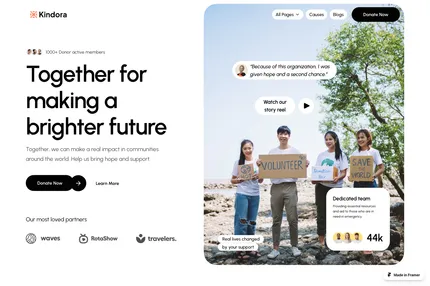 Kindora
All Pages
Causes
Blogs
Donate Now
1000+ Donor active members
Together for
making a
brighter future
Together, we can make a real impact in communities
around the world. Help us bring hope and support.
Donate Now
Learn More
Our most loved partners
waves
RotaShow
travelers.
"Because of this organization, I was
given hope and a second chance."
Watch our
story reel
VOLUNTEER
SAVE
WORLD
Real lives changed
by your support
Dedicated team
Providing essential resources
and aid to those who are in
need in emergency.
44k
Made in Framer